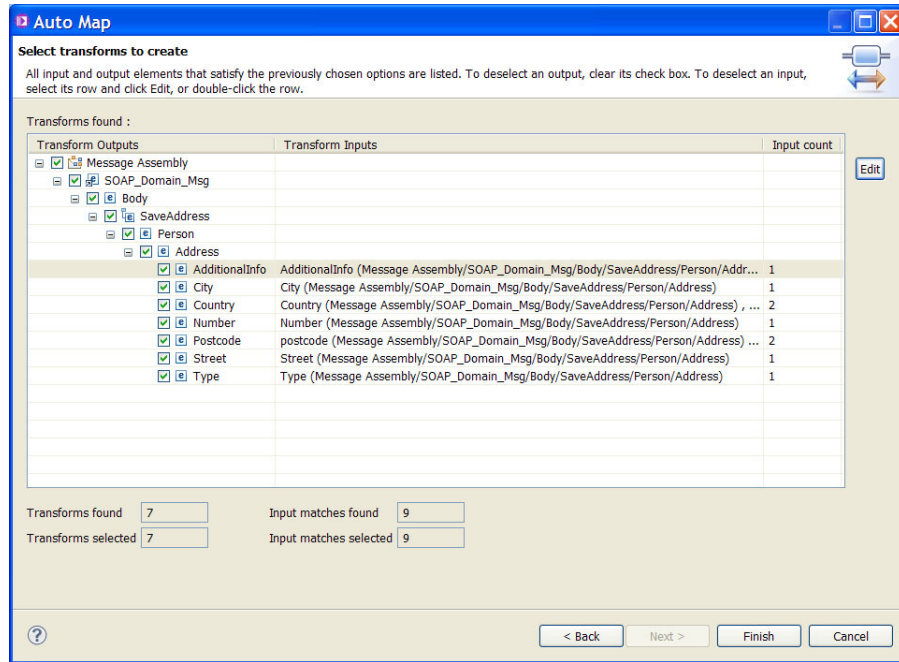 Auto Map
Select transforms to create
All input and output elements that satisfy the previously chosen options are listed. To deselect an output, clear its check box. To deselect an input,
select its row and click Edit, or double-click the row.
Transforms found :
Transform Outputs Transform Inputs Input count
Edit
Message Assembly
SOAP_Domain_Msg
Body
SaveAddress
Person
Address
AdditionalInfo AdditionalInfo (Message Assembly/SOAP_Domain_Msg/Body/SaveAddress/Person/Addr... 1
City City (Message Assembly/SOAP_Domain_Msg/Body/SaveAddress/Person/Address) 1
Country Country (Message Assembly/SOAP_Domain_Msg/Body/SaveAddress/Person/Address) , ... 2
Number Number (Message Assembly/SOAP_Domain_Msg/Body/SaveAddress/Person/Address) 1
Postcode postcode (Message Assembly/SOAP_Domain_Msg/Body/SaveAddress/Person/Address) ... 2
Street Street (Message Assembly/SOAP_Domain_Msg/Body/SaveAddress/Person/Address) 1
Type Type (Message Assembly/SOAP_Domain_Msg/Body/SaveAddress/Person/Address) 1
Transforms found 7 Input matches found 9
Transforms selected 7 Input matches selected 9
? < Back Next > Finish Cancel